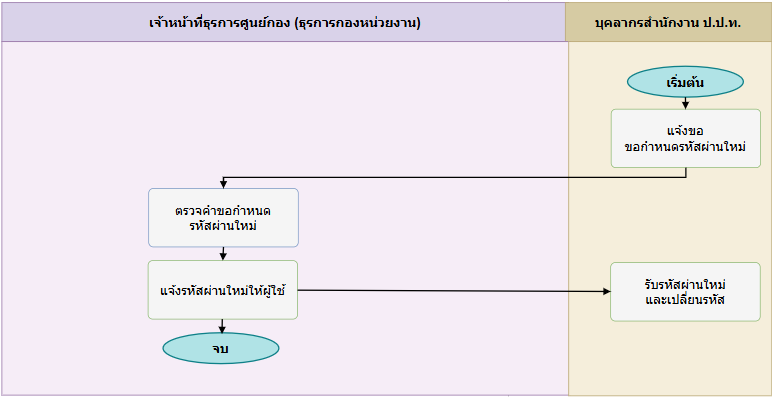 เจ้าหน้าที่ธุรการศูนย์กอง (ธุรการกองหน่วยงาน)
บุคลากรสำนักงาน ป.ป.ท.
เริ่มต้น
แจ้งขอ
ขอกำหนดรหัสผ่านใหม่
ตรวจคำขอกำหนด
รหัสผ่านใหม่
แจ้งรหัสผ่านใหม่ให้ผู้ใช้
รับรหัสผ่านใหม่
และเปลี่ยนรหัส
จบ